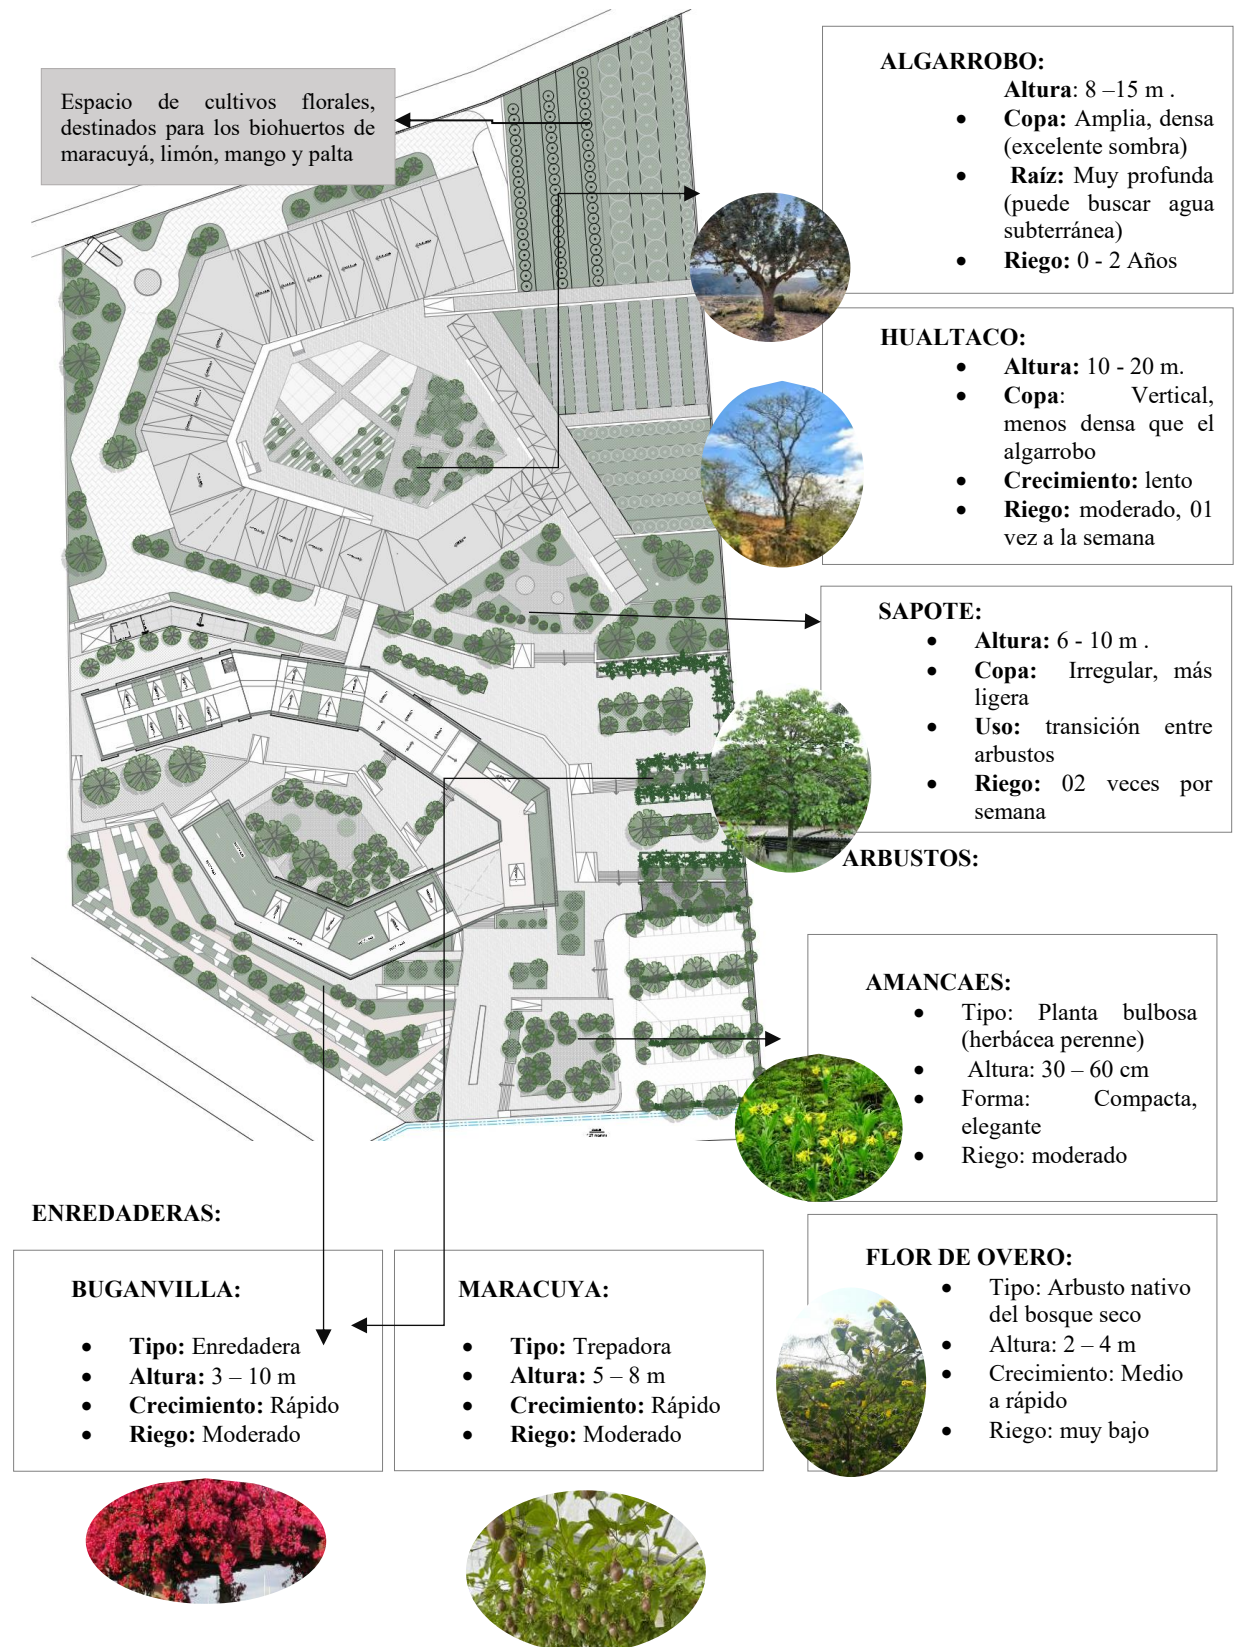 Espacio de cultivos florales,
destinados para los biohuertos de
maracuyá, limón, mango y palta
ALGARROBO:
Altura: 8 –15 m .
• Copa: Amplia, densa
(excelente sombra)
• Raíz: Muy profunda
(puede buscar agua
subterránea)
• Riego: 0 - 2 Años
HUALTACO:
• Altura: 10 - 20 m.
• Copa: Vertical,
menos densa que el
algarrobo
• Crecimiento: lento
• Riego: moderado, 01
vez a la semana
SAPOTE:
• Altura: 6 - 10 m .
• Copa: Irregular, más
ligera
• Uso: transición entre
arbustos
• Riego: 02 veces por
semana
ARBUSTOS:
AMANCAES:
• Tipo: Planta bulbosa
(herbácea perenne)
• Altura: 30 – 60 cm
• Forma: Compacta,
elegante
• Riego: moderado
ENREDADERAS:
FLOR DE OVERO:
• Tipo: Arbusto nativo
del bosque seco
• Altura: 2 – 4 m
• Crecimiento: Medio
a rápido
• Riego: muy bajo
BUGANVILLA:
• Tipo: Enredadera
• Altura: 3 – 10 m
• Crecimiento: Rápido
• Riego: Moderado
MARACUYA:
• Tipo: Trepadora
• Altura: 5 – 8 m
• Crecimiento: Rápido
• Riego: Moderado